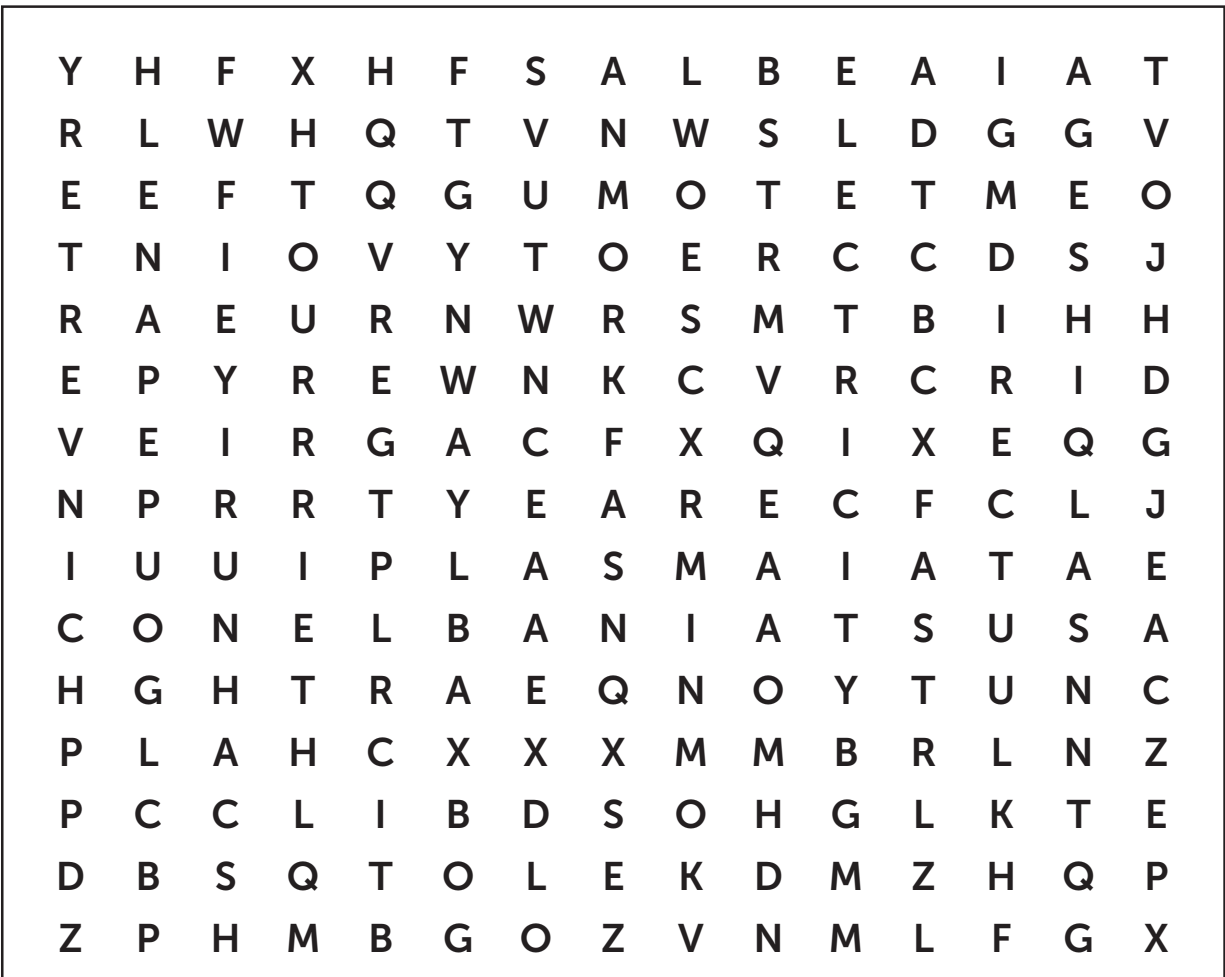 Y H F X H F S A L B E A I A T
R L W H Q T V N W S L D G G V
E E F T Q G U M O T E T M E O
T N I O V Y T O E R C C D S J
R A E U R N W R S M T B I H H
E P Y R E W N K C V R C R I D
V E I R G A C F X Q I X E Q G
N P R R T Y E A R E C F C L J
I U U I P L A S M A I A T A E
C O N E L B A N I A T S U S A
H G H T R A E Q N O Y T U N C
P L A H C X X X M M B R L N Z
P C C L I B D S O H G L K T E
D B S Q T O L E K D M Z H Q P
Z P H M B G O Z V N M L F G X